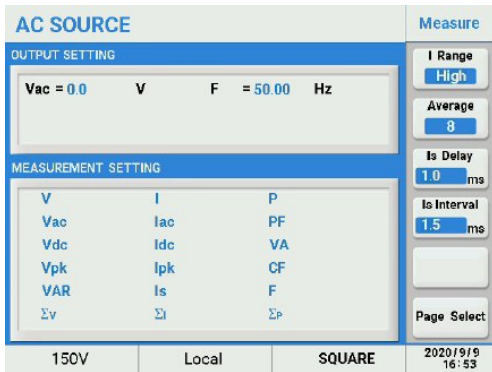 AC SOURCE
Measure
OUTPUT SETTING
Vac = 0.0 V F = 50.00 Hz
MEASUREMENT SETTING
V I P
Vac Iac PF
Vdc Idc VA
Vpk Ipk CF
VAR Is F
ΣV ΣI ΣP
I Range
High
Average
8
Is Delay
1.0 ms
Is Interval
1.5 ms
Page Select
150V Local SQUARE
2020/9/9
16:53